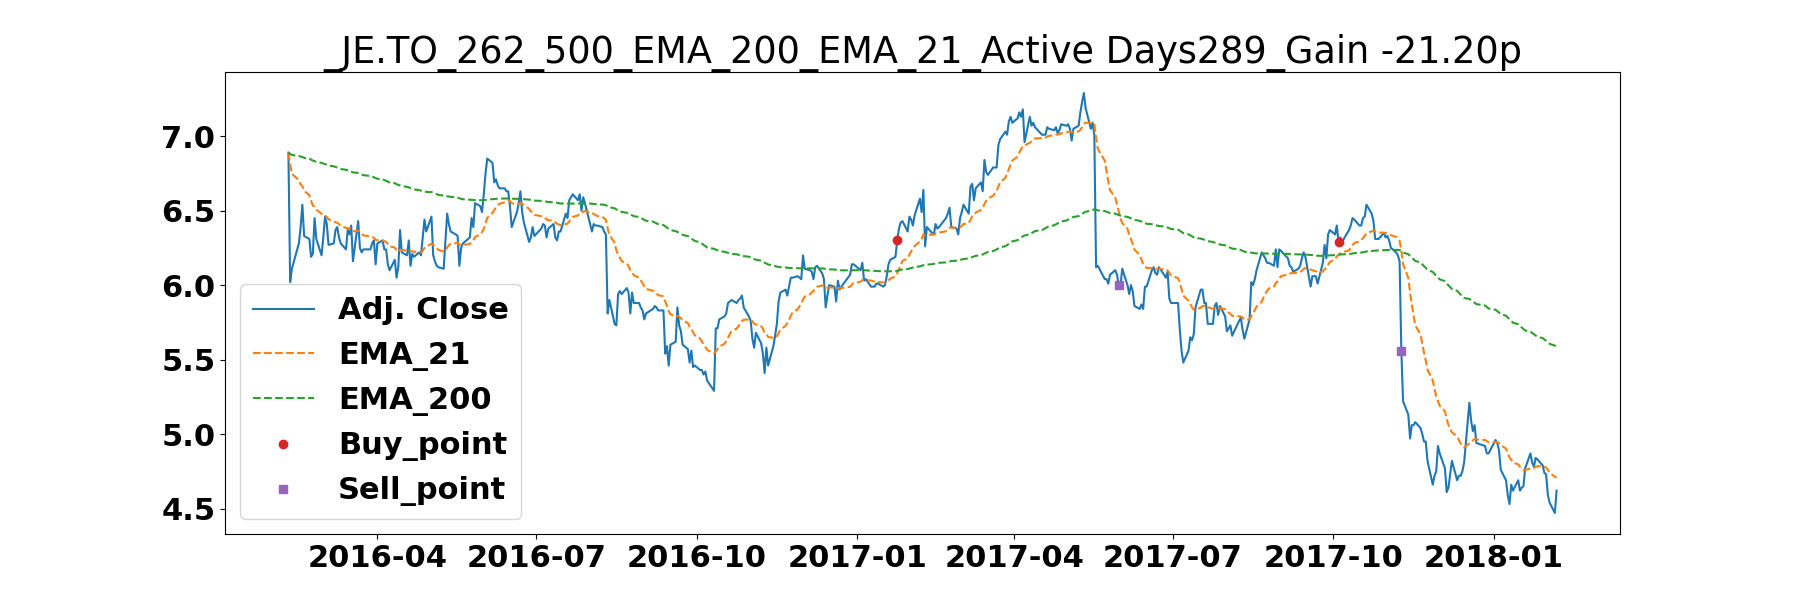 _JE.TO_262_500_EMA_200_EMA_21_Active Days289_Gain -21.20p
7.0
6.5
6.0
5.5
5.0
4.5
Adj. Close
EMA_21
EMA_200
Buy_point
Sell_point
2016-04 2016-07 2016-10 2017-01 2017-04 2017-07 2017-10 2018-01